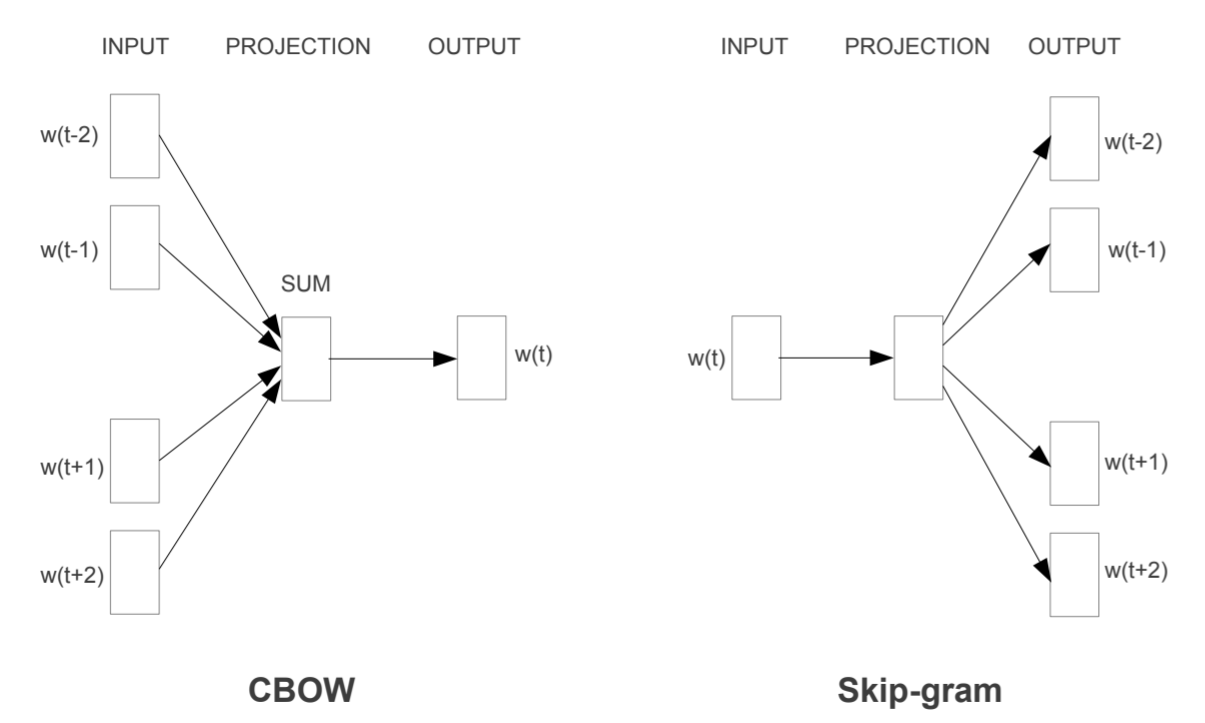 INPUT PROJECTION OUTPUT
w(t-2)
w(t-1)
SUM
w(t)
w(t+1)
w(t+2)
CBOW
INPUT PROJECTION OUTPUT
w(t-2)
w(t-1)
w(t)
w(t+1)
w(t+2)
Skip-gram